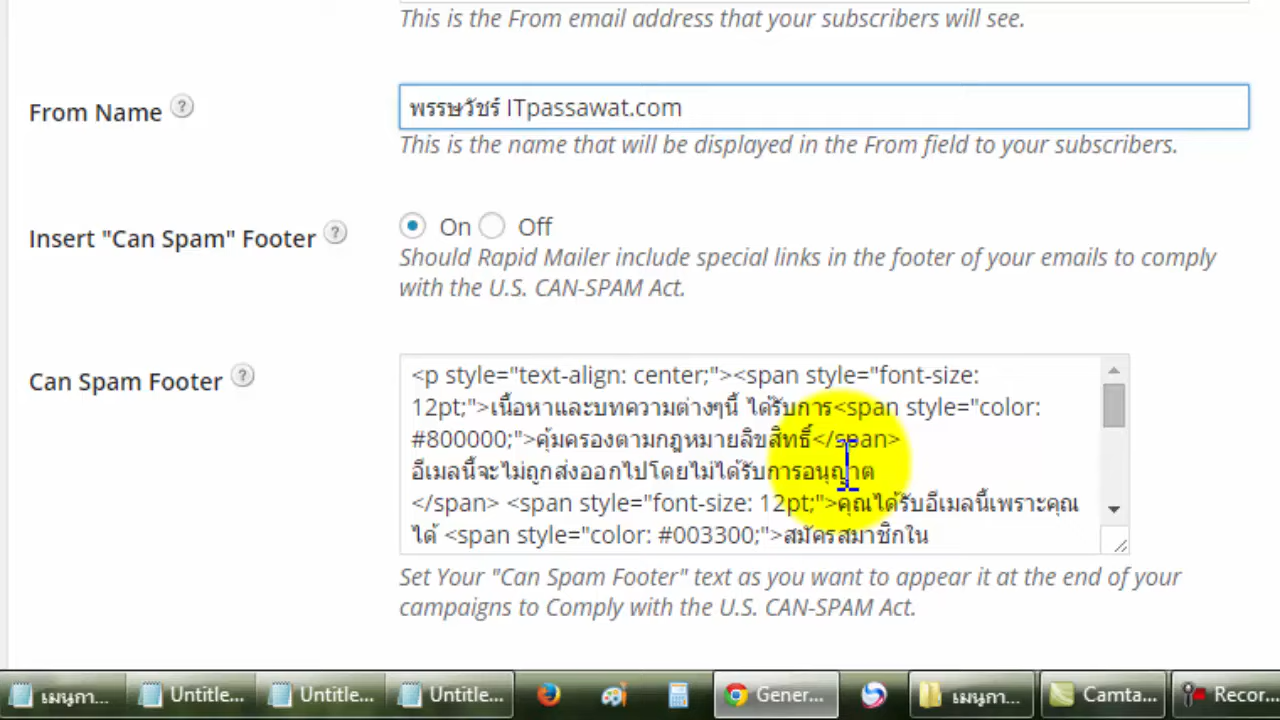 This is the From email address that your subscribers will see.
From Name ?
พรรษวัชร์ ITpassawat.com
This is the name that will be displayed in the From field to your subscribers.
Insert "Can Spam" Footer ?
On Off
Should Rapid Mailer include special links in the footer of your emails to comply
with the U.S. CAN-SPAM Act.
Can Spam Footer ?
<p style="text-align: center;"><span style="font-size:
12pt;">เนื้อหาและบทความต่างๆนี้ ได้รับการ<span style="color:
#800000;">คุ้มครองตามกฎหมายลิขสิทธิ์</span>
อีเมลนี้จะไม่ถูกส่งออกไปโดยไม่ได้รับการอนุญาต
</span> <span style="font-size: 12pt;">คุณได้รับอีเมลนี้เพราะคุณ
ได้ <span style="color: #003300;">สมัครสมาชิกใน
Set Your "Can Spam Footer" text as you want to appear it at the end of your
campaigns to Comply with the U.S. CAN-SPAM Act.
เมนูกา... Untitle... Untitle... Untitle... Gener... เมนูกา... Camta... Recor...